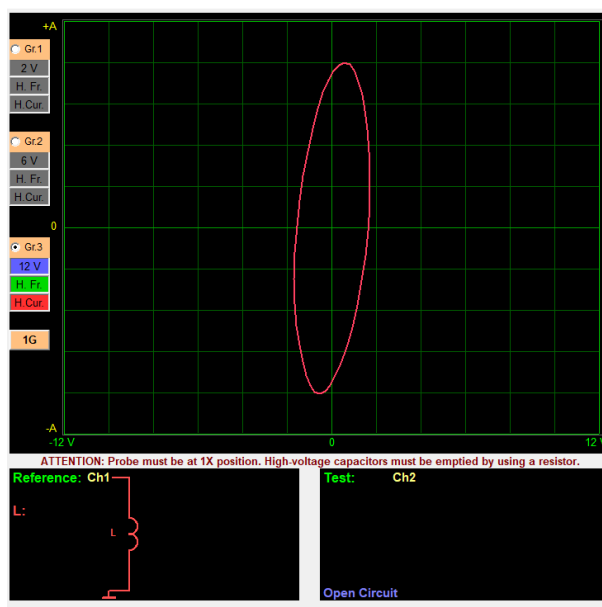 +A
Gr.1
2 V
H. Fr.
H.Cur.
Gr.2
6 V
H. Fr.
H.Cur.
0
Gr.3
12 V
H. Fr.
H.Cur.
1G
-A
-12 V 0 12 V
ATTENTION: Probe must be at 1X position. High-voltage capacitors must be emptied by using a resistor.
Reference: Ch1
L:
L
Test: Ch2
Open Circuit